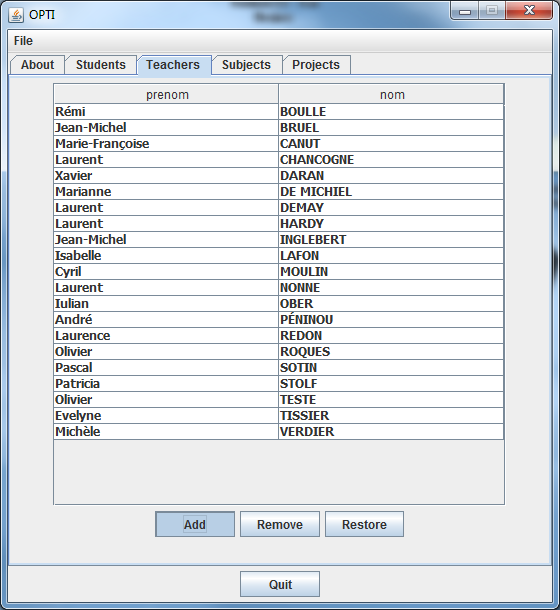 OPTI
File
About Students Teachers Subjects Projects
prenom nom
Rémi BOULLE
Jean-Michel BRUEL
Marie-Françoise CANUT
Laurent CHANCOGNE
Xavier DARAN
Marianne DE MICHIEL
Laurent DEMAY
Laurent HARDY
Jean-Michel INGLEBERT
Isabelle LAFON
Cyril MOULIN
Laurent NONNE
Iulian OBER
André PÉNINOU
Laurence REDON
Olivier ROQUES
Pascal SOTIN
Patricia STOLF
Olivier TESTE
Evelyne TISSIER
Michèle VERDIER
Add Remove Restore
Quit